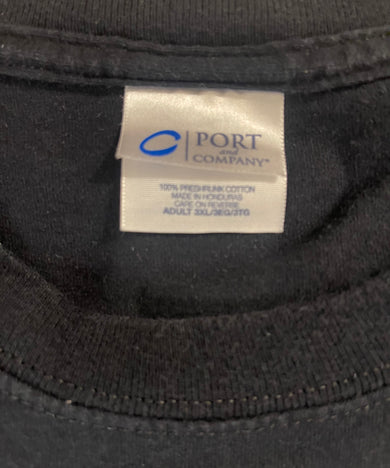 PORT
and
COMPANY®
100% PRESHRUNK COTTON
MADE IN HONDURAS
CARE ON REVERSE
ADULT 3XL/3EG/3TG